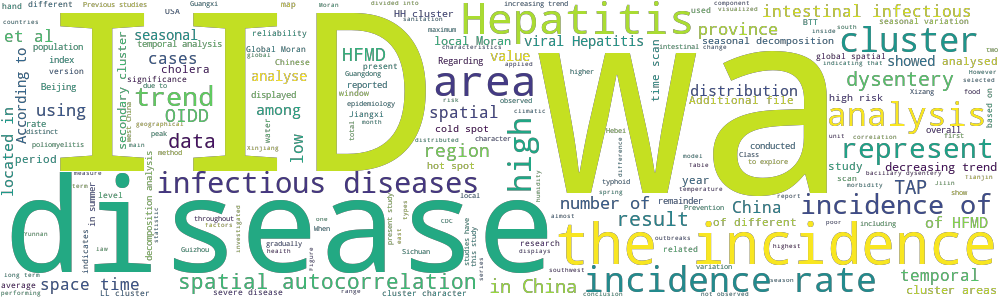 IID
wa
disease
Hepatitis
the incidence
cluster
analysis
represent
area
high
incidence rate
infectious diseases
spatial autocorrelation
trend
data
OIDD
HFMD
cases
using
et al
According to
located in
period
space time
seasonal
cholera
analyse
among
low
spatial
region
value
province
intestinal infectious
dysentery
showed
analysed
distribution
Additional file
high risk
overall
decreasing trend
incidence of
TAP
China
year
number of
result
study
scan
of HFMD
of different
in China
temporal
cluster areas
related
remainder
conducted
viral Hepatitis
local Moran
HH cluster
seasonal decomposition
seasonal variation
time scan
global spatial
indicating that
BTT
inside
south
used
visualized
component
intestinal
change
increasing trend
sanitation
countries
maximum
characteristics
Regarding
applied
higher
cold spot
hot spot
risk
observed
climatic
character
distributed
humidity
hand
different
Previous studies
USA
Guangxi
map
Moran
divided into
temporal analysis
Global Moran
global
Chinese
reliability
population
index
version
Beijing
rate
distinct
poliomyelitis
significance
due to
secondary cluster
west China
geographical
peak
main
method
displayed
Guangdong
present
reported
window
epidemiology
Jiangxi
month
total
water
Xinjiang
measure
term
level
in summer
indicates
decomposition analysis
statistic
Yunnan
law
long term
average
performing
LL cluster
Guizhou
throughout
factors
gradually
health
investigated
severe disease
cluster character
range
Figure
one
When
types
east
present study
CDC
Sichuan
local
studies have
this study
series
research
displays
almost
southwest
conclusion
outbreaks
Prevention
typhoid
spring
difference
Hebei
model
Table
temperature
Class
to explore
unit
correlation
first
bacillary dysentery
morbidity
Jilin
Tianjin
show
including
poor
report
highest
variation
season
not observed
Xizang
food
However
selected
two
based on